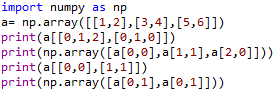 import numpy as np
a= np.array([[1,2],[3,4],[5,6]])
print(a[[0,1,2],[0,1,0]])
print(np.array([a[0,0],a[1,1],a[2,0]]))
print(a[[0,0],[1,1]])
print(np.array([a[0,1],a[0,1]]))